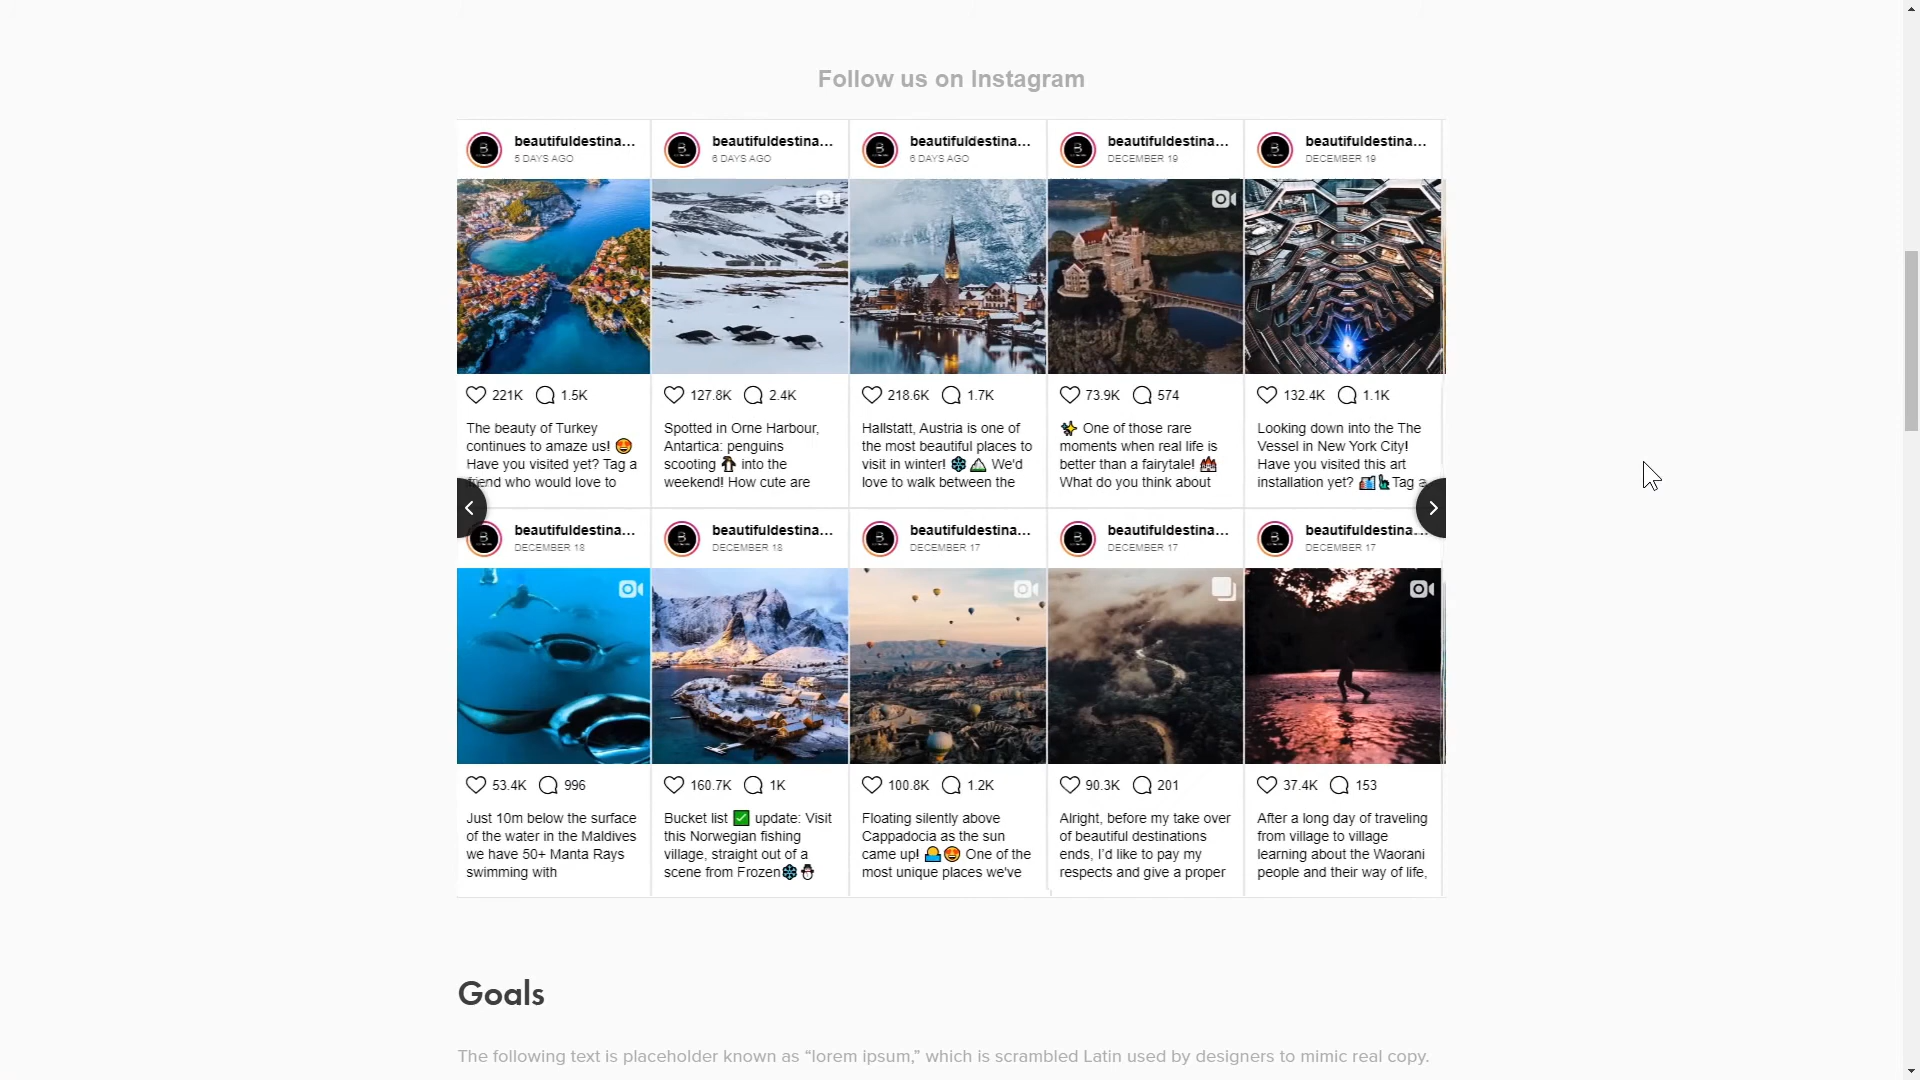 Follow us on Instagram
beautifuldestina...
5 DAYS AGO
beautifuldestina...
6 DAYS AGO
beautifuldestina...
6 DAYS AGO
beautifuldestina...
DECEMBER 19
beautifuldestina...
DECEMBER 19
221K 1.5K
127.8K 2.4K
218.6K 1.7K
73.9K 574
132.4K 1.1K
The beauty of Turkey
continues to amaze us! 🤩
Have you visited yet? Tag a
friend who would love to
Spotted in Orne Harbour,
Antartica: penguins
scooting 🐧 into the
weekend! How cute are
Hallstatt, Austria is one of
the most beautiful places to
visit in winter! ❄️🏔 We'd
love to walk between the
✨ One of those rare
moments when real life is
better than a fairytale! 🏰
What do you think about
Looking down into the The
Vessel in New York City!
Have you visited this art
installation yet? 🏙🗽Tag a
beautifuldestina...
DECEMBER 18
beautifuldestina...
DECEMBER 18
beautifuldestina...
DECEMBER 17
beautifuldestina...
DECEMBER 17
beautifuldestina...
DECEMBER 17
53.4K 996
160.7K 1K
100.8K 1.2K
90.3K 201
37.4K 153
Just 10m below the surface
of the water in the Maldives
we have 50+ Manta Rays
swimming with
Bucket list ✅ update: Visit
this Norwegian fishing
village, straight out of a
scene from Frozen❄️⛄
Floating silently above
Cappadocia as the sun
came up! 🌅🤩 One of the
most unique places we've
Alright, before my take over
of beautiful destinations
ends, I'd like to pay my
respects and give a proper
After a long day of traveling
from village to village
learning about the Waorani
people and their way of life,
Goals
The following text is placeholder known as “lorem ipsum,” which is scrambled Latin used by designers to mimic real copy.